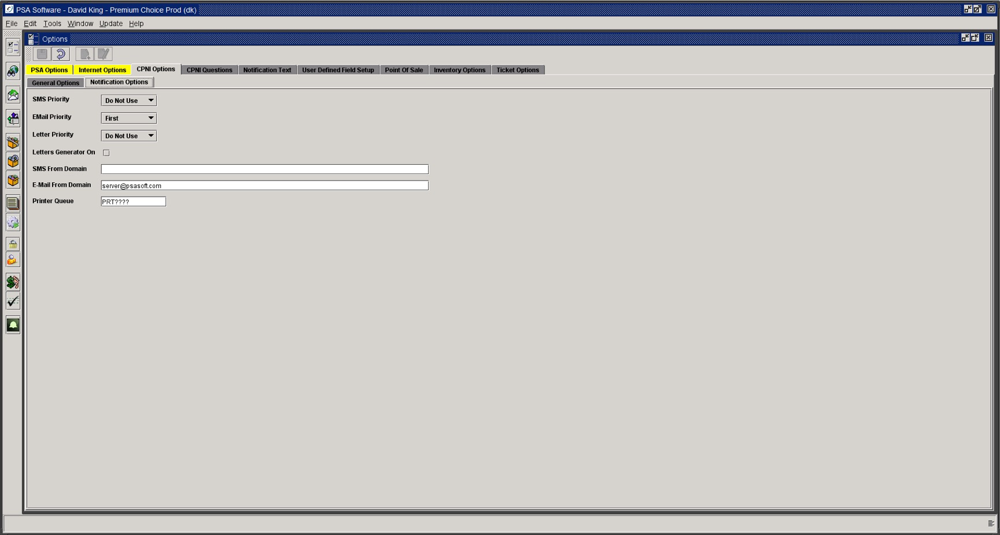 PSA Software - David King - Premium Choice Prod (dk)
File Edit Tools Window Update Help
Options
PSA Options Internet Options CPNI Options CPNI Questions Notification Text User Defined Field Setup Point Of Sale Inventory Options Ticket Options
General Options Notification Options
SMS Priority Do Not Use
EMail Priority First
Letter Priority Do Not Use
Letters Generator On
SMS From Domain
E-Mail From Domain server@psasoft.com
Printer Queue PRT????